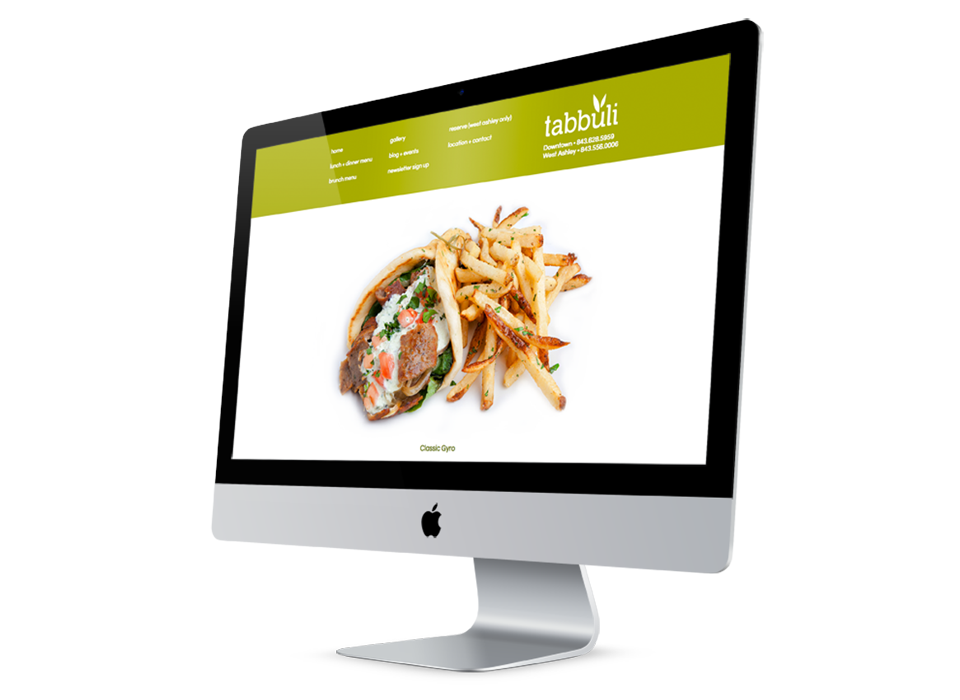 home
lunch + dinner menu
brunch menu
gallery
blog + events
newsletter sign up
reserve (west ashley only)
location + contact
tabbuli
Downtown • 843.628.5959
West Ashley • 843.556.0006
Classic Gyro